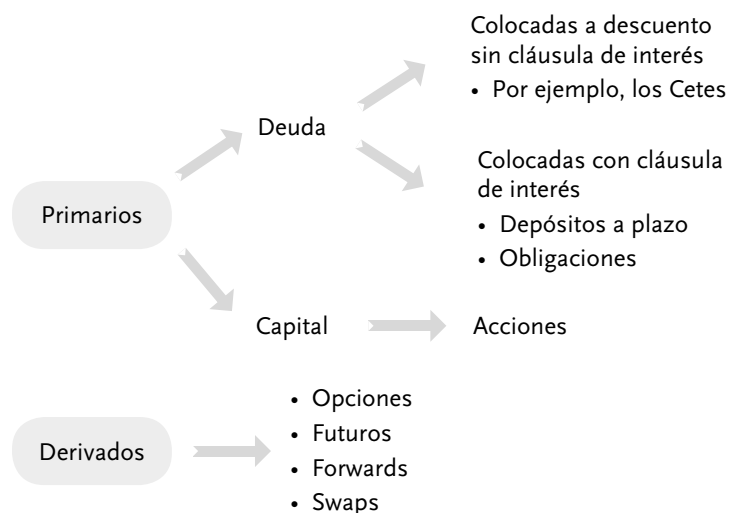 Primarios
Deuda
Colocadas a descuento
sin cláusula de interés
• Por ejemplo, los Cetes
Colocadas con cláusula
de interés
• Depósitos a plazo
• Obligaciones
Capital
Acciones
Derivados
• Opciones
• Futuros
• Forwards
• Swaps